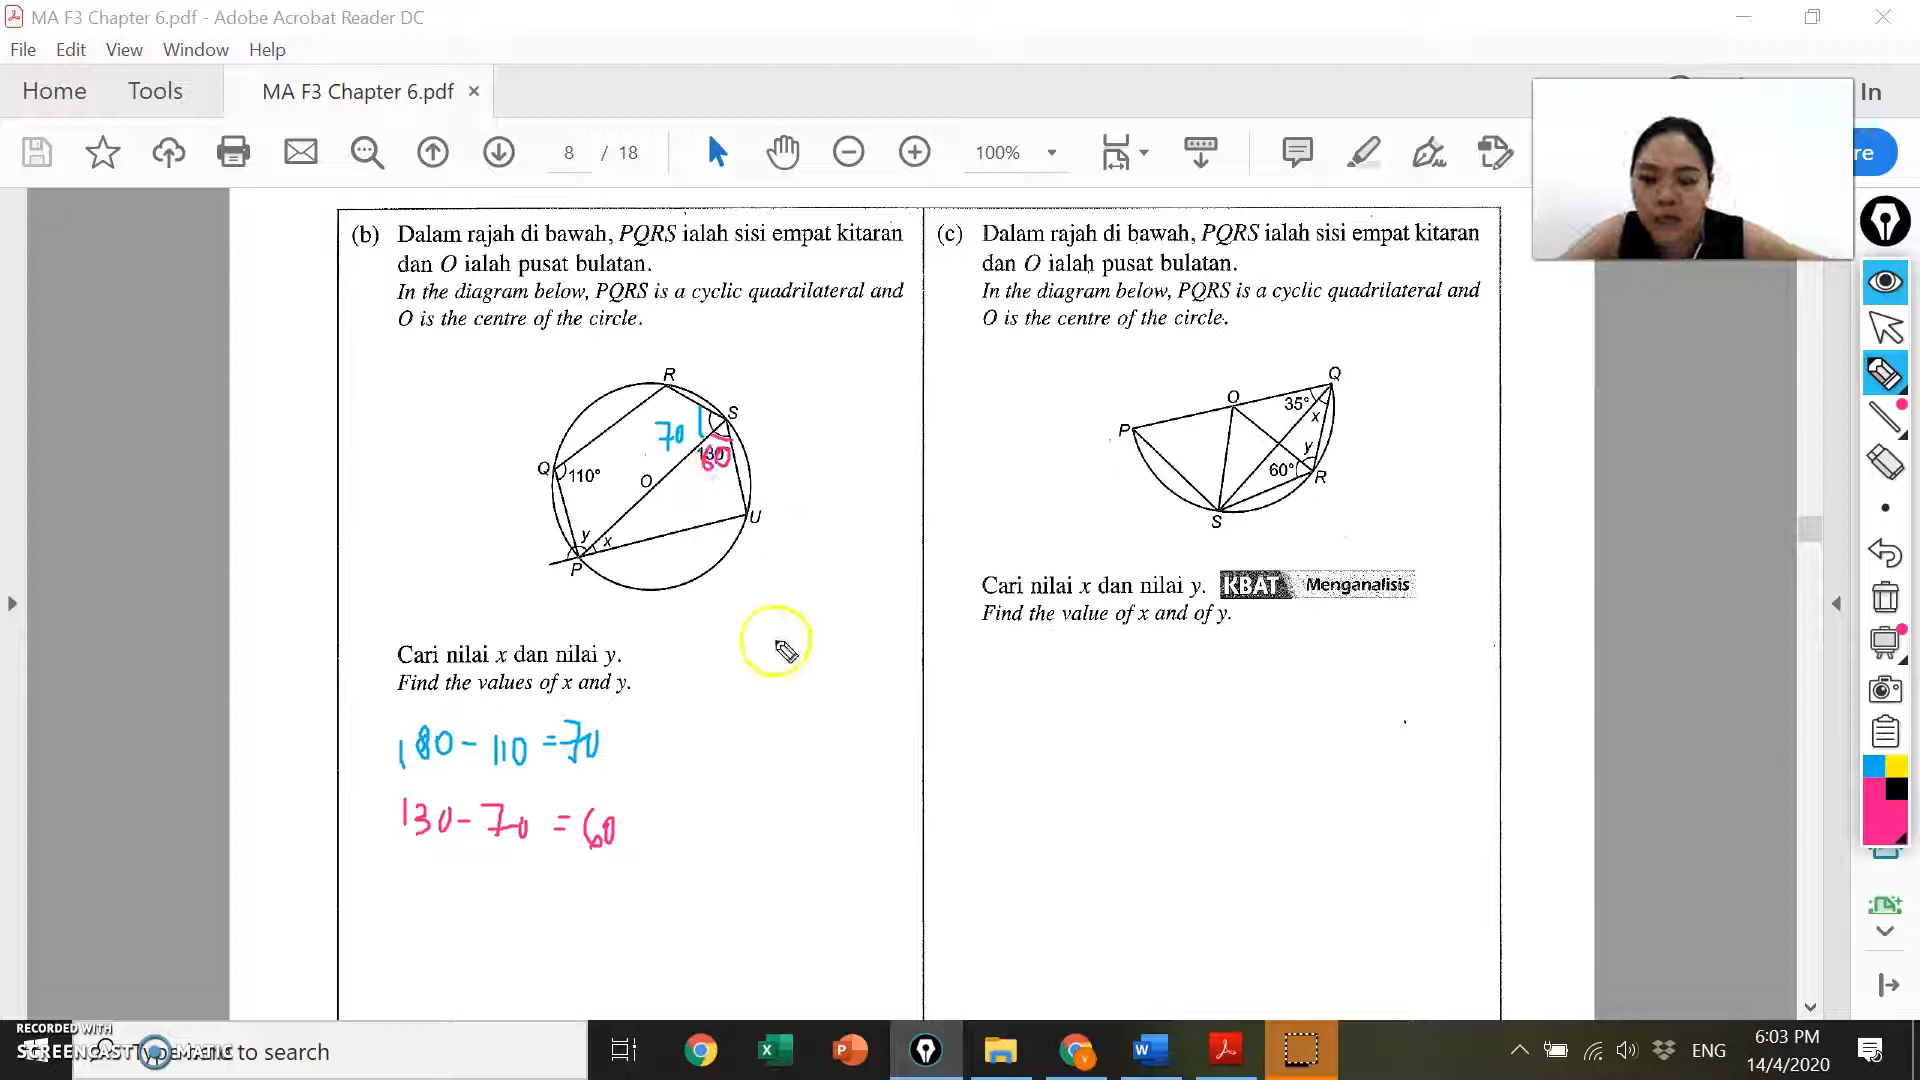 MA F3 Chapter 6.pdf - Adobe Acrobat Reader DC
File Edit View Window Help
Home Tools MA F3 Chapter 6.pdf × In
8 / 18 100% re
(b) Dalam rajah di bawah, PQRS ialah sisi empat kitaran
dan O ialah pusat bulatan.
In the diagram below, PQRS is a cyclic quadrilateral and
O is the centre of the circle.
R
S
70
60
Q 110°
O
U
y
x
P
Cari nilai x dan nilai y.
Find the values of x and y.
180 - 110 = 70
130 - 70 = 60
(c) Dalam rajah di bawah, PQRS ialah sisi empat kitaran
dan O ialah pusat bulatan.
In the diagram below, PQRS is a cyclic quadrilateral and
O is the centre of the circle.
Q
O
35°
x
P
y
60°
R
S
Cari nilai x dan nilai y. KBAT Menganalisis
Find the value of x and of y.
RECORDED WITH
SCREENCAST MATIC
to search
ENG
6:03 PM
14/4/2020